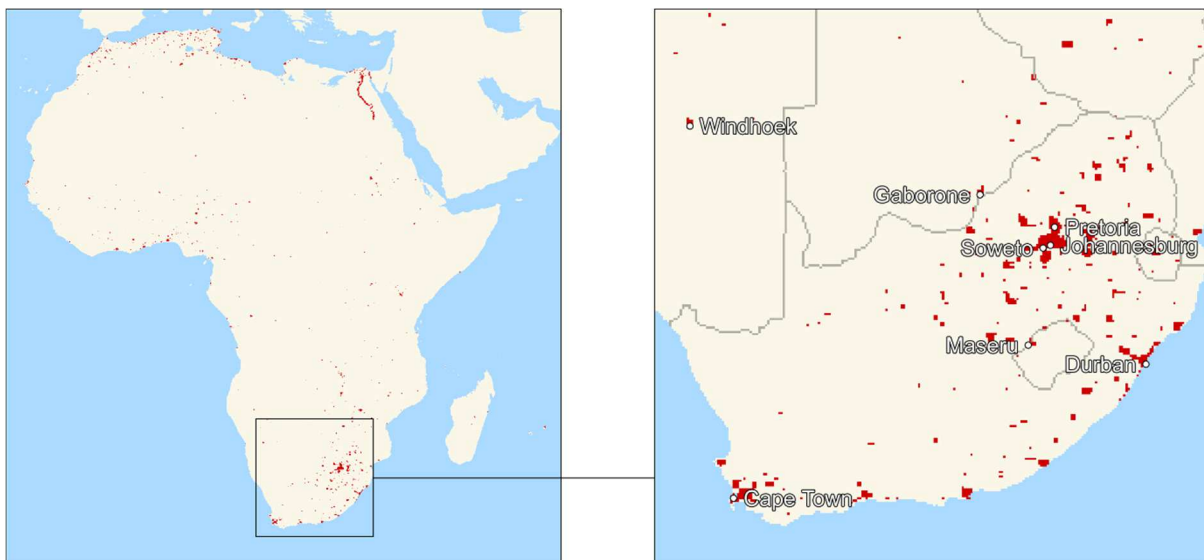 Windhoek
Gaborone
Pretoria
Soweto
Johannesburg
Maseru
Durban
Cape Town